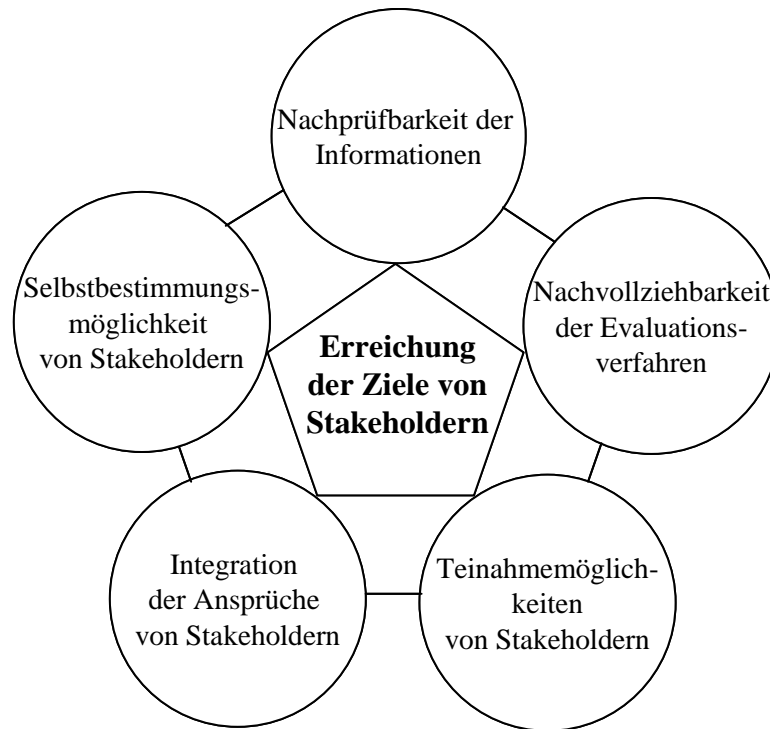 Nachprüfbarkeit der
Informationen
Selbstbestimmungs-
möglichkeit
von Stakeholdern
Nachvollziehbarkeit
der Evaluations-
verfahren
Erreichung
der Ziele von
Stakeholdern
Integration
der Ansprüche
von Stakeholdern
Teinahmemöglich-
keiten
von Stakeholdern